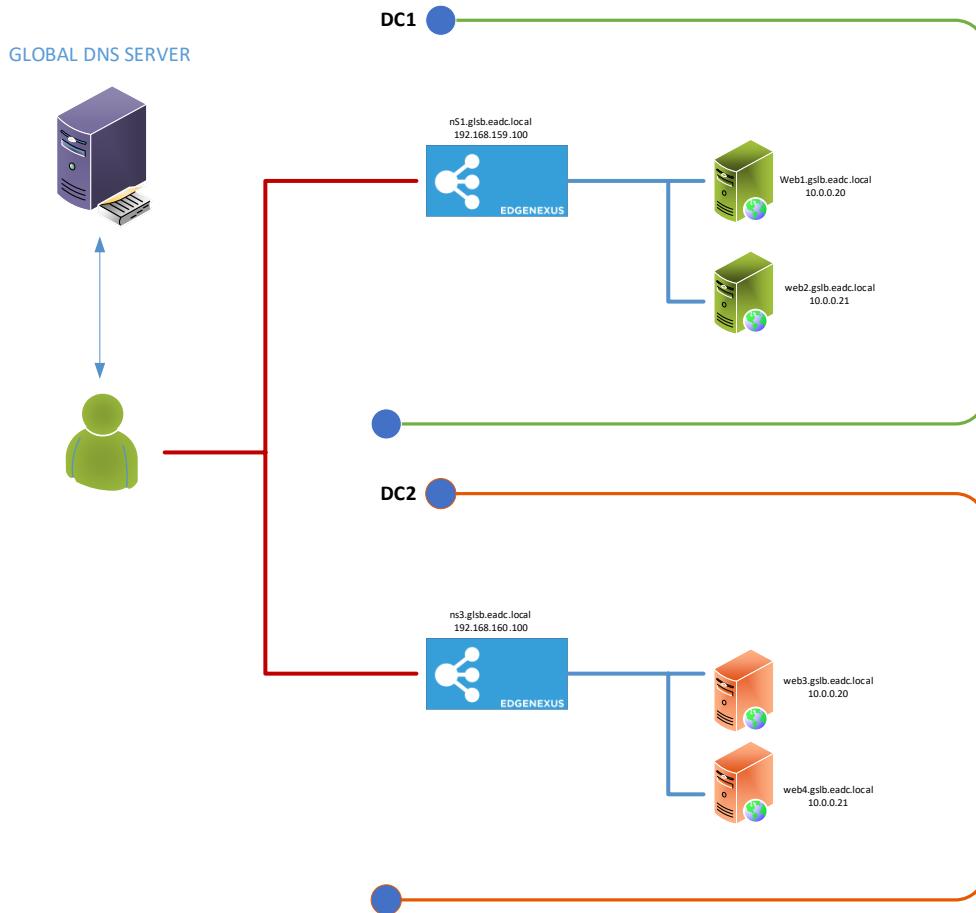 DC1
GLOBAL DNS SERVER
nS1.glsb.eadc.local
192.168.159.100
EDGENEXUS
Web1.gslb.eadc.local
10.0.0.20
web2.gslb.eadc.local
10.0.0.21
DC2
ns3.glsb.eadc.local
192.168.160.100
EDGENEXUS
web3.gslb.eadc.local
10.0.0.20
web4.gslb.eadc.local
10.0.0.21